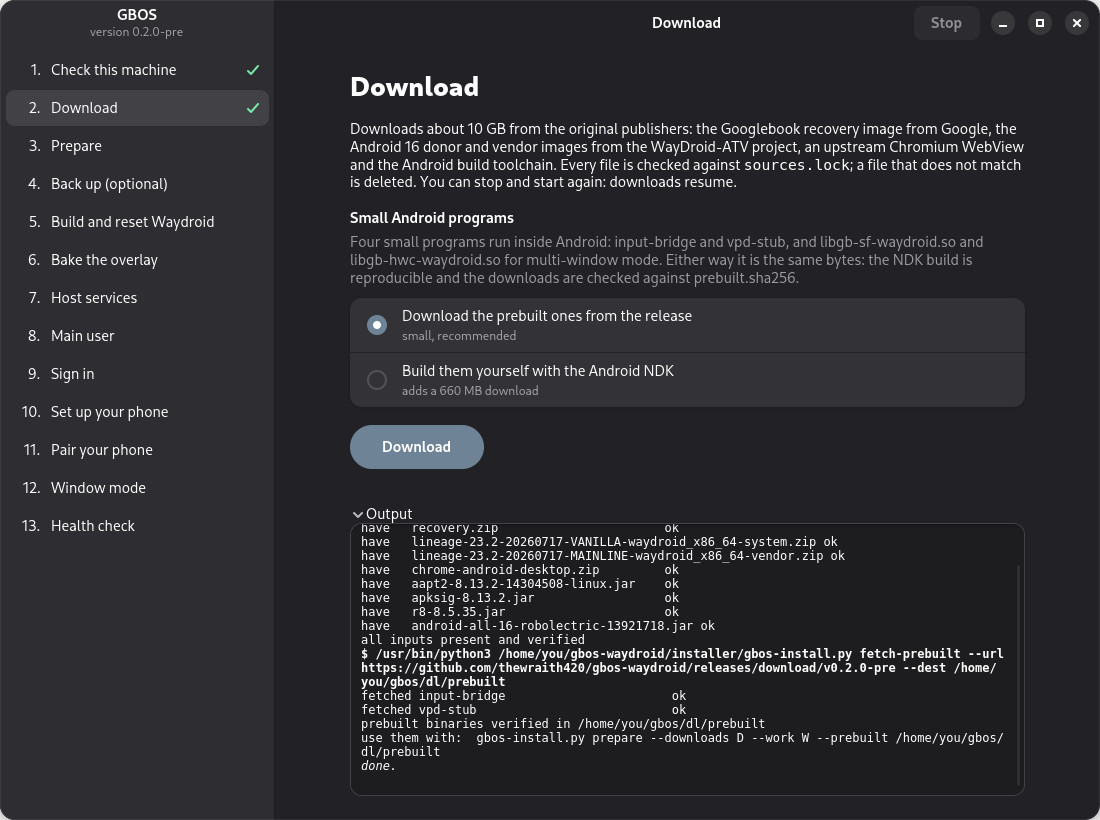 GBOS
version 0.2.0-pre
Download
Stop
1. Check this machine
2. Download
3. Prepare
4. Back up (optional)
5. Build and reset Waydroid
6. Bake the overlay
7. Host services
8. Main user
9. Sign in
10. Set up your phone
11. Pair your phone
12. Window mode
13. Health check
Download
Downloads about 10 GB from the original publishers: the Googlebook recovery image from Google, the
Android 16 donor and vendor images from the WayDroid-ATV project, an upstream Chromium WebView
and the Android build toolchain. Every file is checked against sources.lock; a file that does not match
is deleted. You can stop and start again: downloads resume.
Small Android programs
Four small programs run inside Android: input-bridge and vpd-stub, and libgb-sf-waydroid.so and
libgb-hwc-waydroid.so for multi-window mode. Either way it is the same bytes: the NDK build is
reproducible and the downloads are checked against prebuilt.sha256.
Download the prebuilt ones from the release
small, recommended
Build them yourself with the Android NDK
adds a 660 MB download
Download
Output
have recovery.zip ok
have lineage-23.2-20260717-VANILLA-waydroid_x86_64-system.zip ok
have lineage-23.2-20260717-MAINLINE-waydroid_x86_64-vendor.zip ok
have chrome-android-desktop.zip ok
have aapt2-8.13.2-14304508-linux.jar ok
have apksig-8.13.2.jar ok
have r8-8.5.35.jar ok
have android-all-16-robolectric-13921718.jar ok
all inputs present and verified
$ /usr/bin/python3 /home/you/gbos-waydroid/installer/gbos-install.py fetch-prebuilt --url
https://github.com/thewraith420/gbos-waydroid/releases/download/v0.2.0-pre --dest /home/
you/gbos/dl/prebuilt
fetched input-bridge ok
fetched vpd-stub ok
prebuilt binaries verified in /home/you/gbos/dl/prebuilt
use them with: gbos-install.py prepare --downloads D --work W --prebuilt /home/you/gbos/
dl/prebuilt
done.